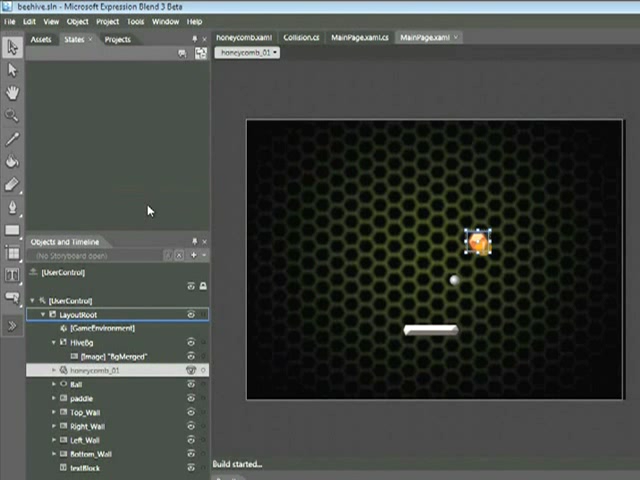 beehive.sln - Microsoft Expression Blend 3 Beta
File Edit View Object Project Tools Window Help
Assets States × Projects
honeycomb.xaml Collision.cs MainPage.xaml.cs MainPage.xaml ×
honeycomb_01
Objects and Timeline
(No Storyboard open)
[UserControl]
[UserControl]
LayoutRoot
[GameEnvironment]
HiveBg
[Image] "BgMerged"
honeycomb_01
Ball
paddle
Top_Wall
Right_Wall
Left_Wall
Bottom_Wall
textBlock
Build started...